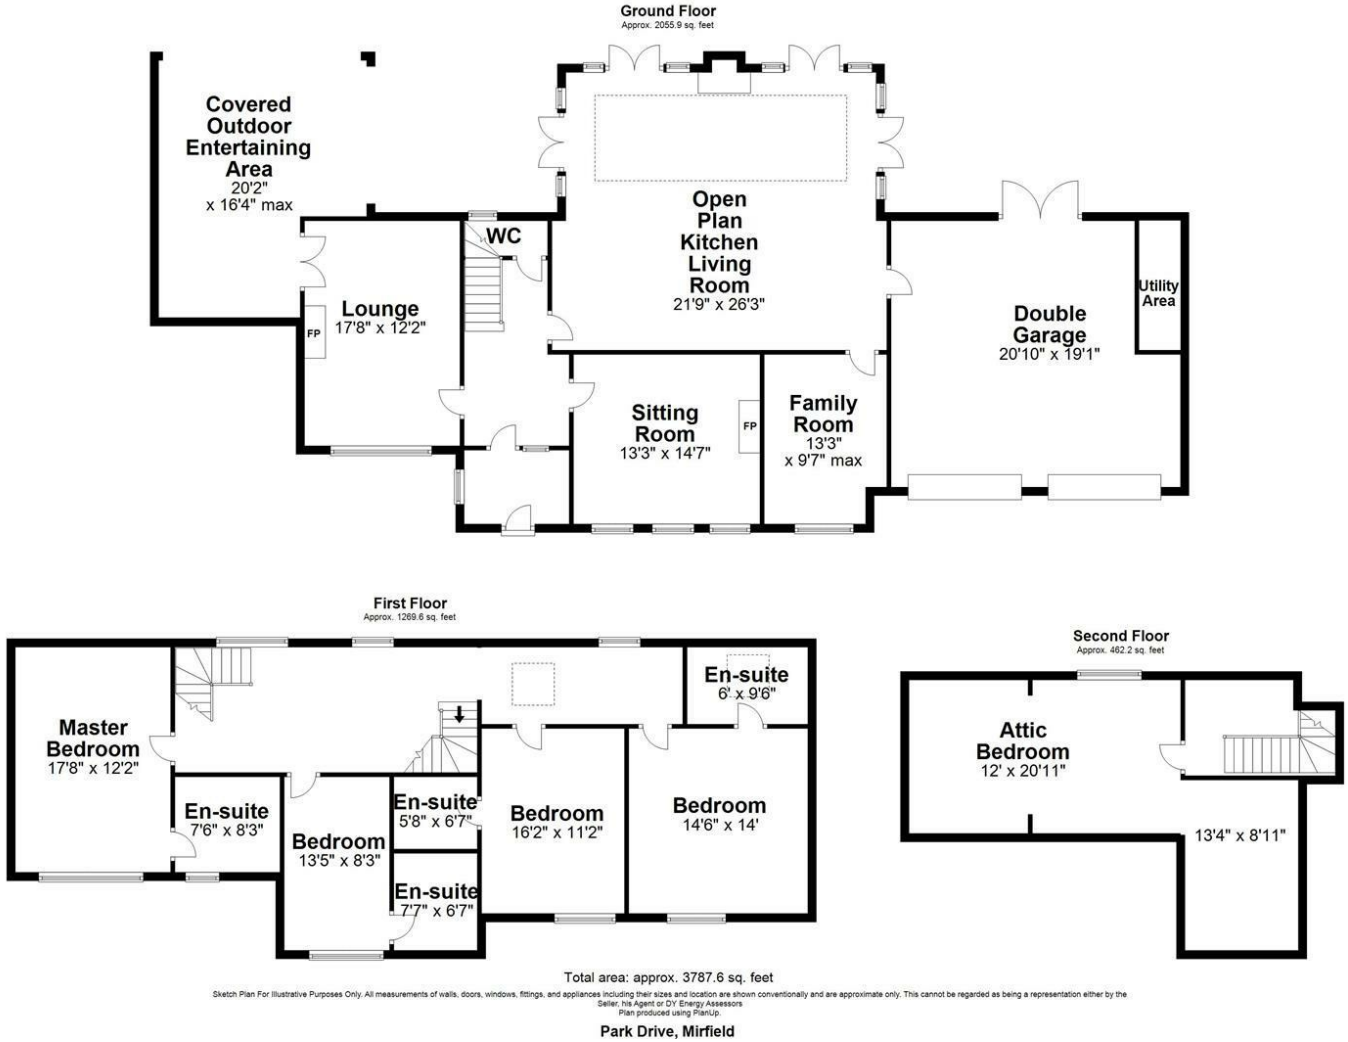 Ground Floor
Approx. 2055.9 sq. feet
Covered
Outdoor
Entertaining
Area
20'2"
x 16'4" max
WC
Open
Plan
Kitchen
Living
Room
21'9" x 26'3"
Lounge
17'8" x 12'2"
FP
Utility
Area
Double
Garage
20'10" x 19'1"
Sitting
Room
13'3" x 14'7"
FP
Family
Room
13'3"
x 9'7" max
First Floor
Approx. 1269.6 sq. feet
Master
Bedroom
17'8" x 12'2"
En-suite
7'6" x 8'3"
Bedroom
13'5" x 8'3"
En-suite
5'8" x 6'7"
En-suite
7'7" x 6'7"
Bedroom
16'2" x 11'2"
En-suite
6' x 9'6"
Bedroom
14'6" x 14'
Second Floor
Approx. 462.2 sq. feet
Attic
Bedroom
12' x 20'11"
13'4" x 8'11"
Total area: approx. 3787.6 sq. feet
Sketch Plan For Illustrative Purposes Only. All measurements of walls, doors, windows, fittings, and appliances including their sizes and location are shown conventionally and are approximate only. This cannot be regarded as being a representation either by the
Seller, his Agent or DY Energy Assessors
Plan produced using PlanUp.
Park Drive, Mirfield